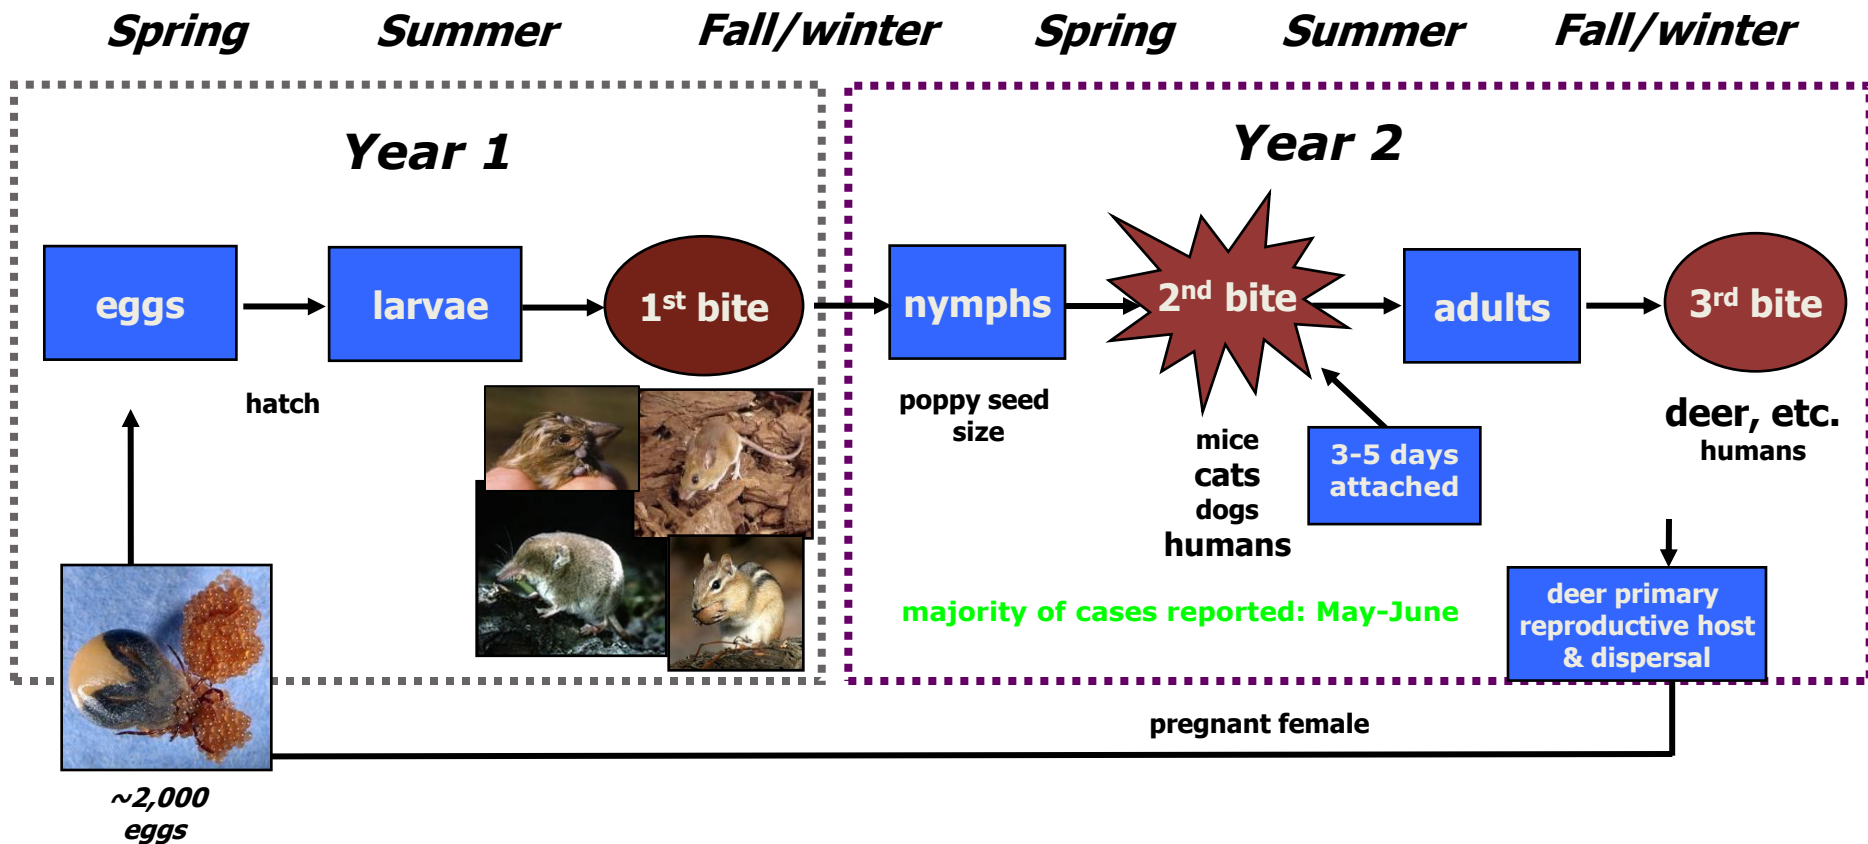 Spring Summer Fall/winter Spring Summer Fall/winter
Year 1
Year 2
eggs
hatch
larvae
1st bite
nymphs
poppy seed
size
2nd bite
mice
cats
dogs
humans
3-5 days
attached
adults
3rd bite
deer, etc.
humans
majority of cases reported: May-June
deer primary
reproductive host
& dispersal
pregnant female
~2,000
eggs